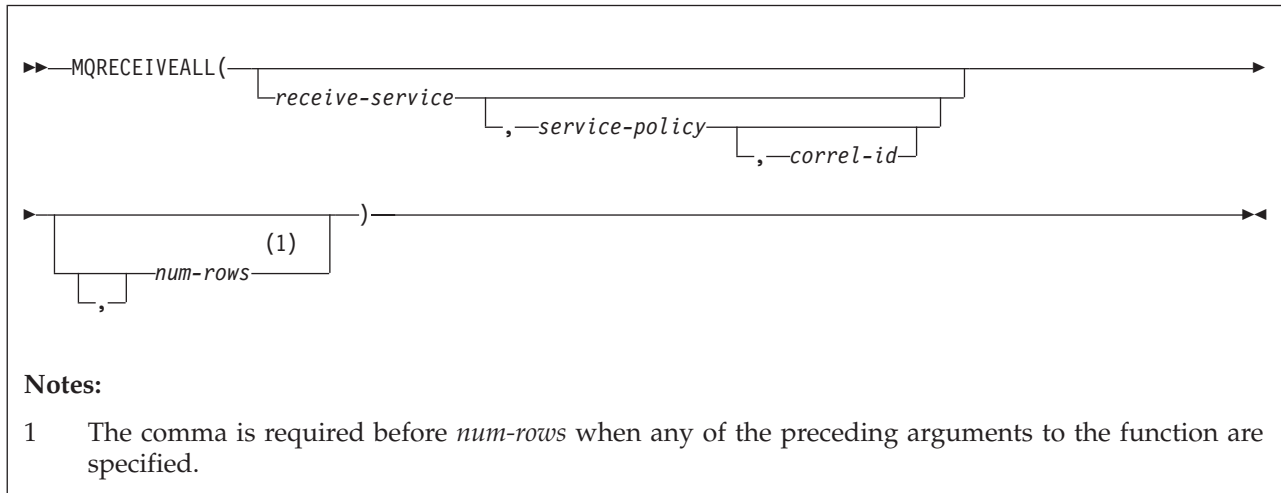 MQRECEIVEALL(
receive-service
,service-policy
,correl-id
)
(1)
,num-rows
Notes:
1 The comma is required before num-rows when any of the preceding arguments to the function are
specified.